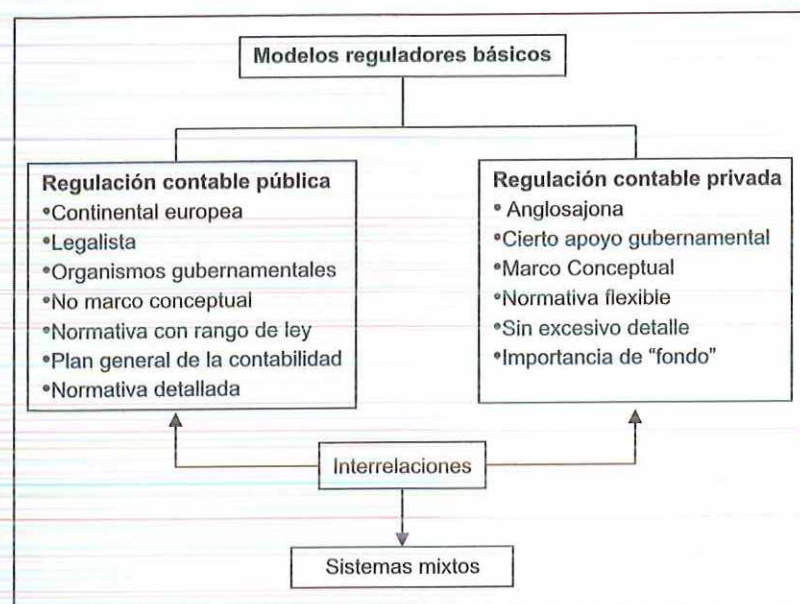 Modelos reguladores básicos
Regulación contable pública
•Continental europea
•Legalista
•Organismos gubernamentales
•No marco conceptual
•Normativa con rango de ley
•Plan general de la contabilidad
•Normativa detallada
Regulación contable privada
• Anglosajona
•Cierto apoyo gubernamental
•Marco Conceptual
•Normativa flexible
•Sin excesivo detalle
•Importancia de “fondo”
Interrelaciones
Sistemas mixtos